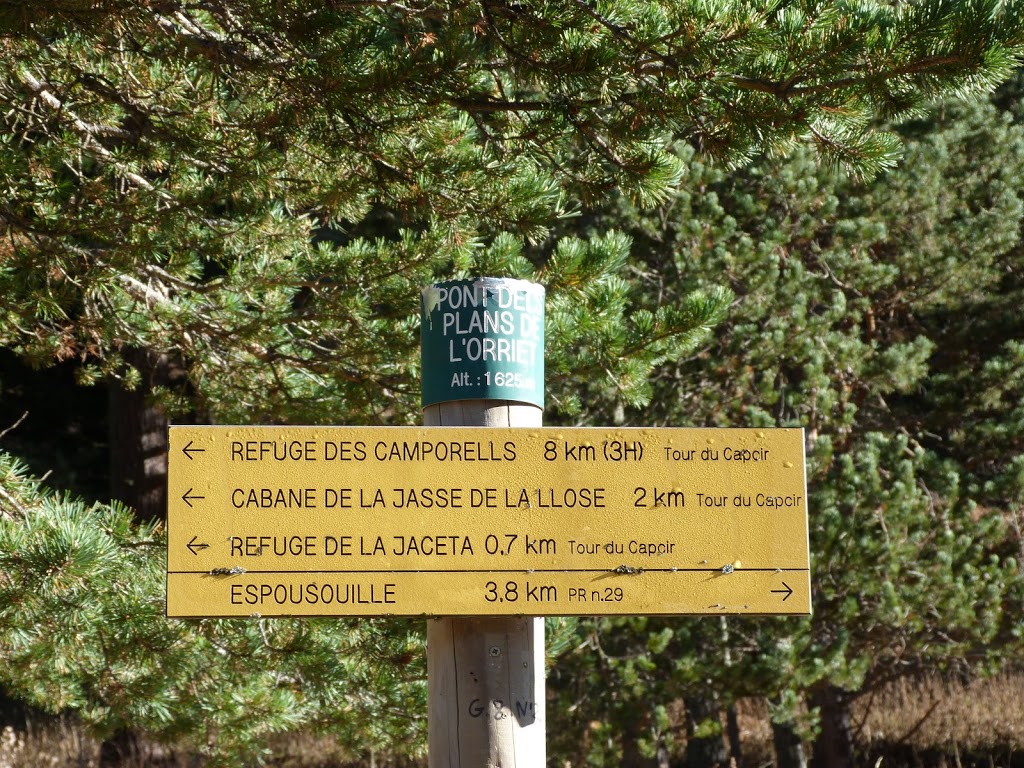 PONT DELS
PLANS DE
L'ORRIET
Alt. : 1 625 m
← REFUGE DES CAMPORELLS 8 km (3H) Tour du Capcir
← CABANE DE LA JASSE DE LA LLOSE 2 km Tour du Capcir
← REFUGE DE LA JACETA 0,7 km Tour du Capcir
ESPOUSOUILLE 3,8 km PR n.29 →
G. & N.